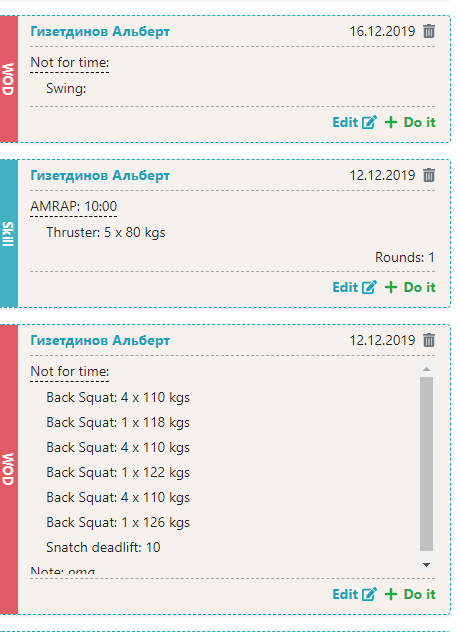 WOD
Гизетдинов Альберт 16.12.2019
Not for time:
Swing:
Edit + Do it
Skill
Гизетдинов Альберт 12.12.2019
AMRAP: 10:00
Thruster: 5 x 80 kgs
Rounds: 1
Edit + Do it
WOD
Гизетдинов Альберт 12.12.2019
Not for time:
Back Squat: 4 x 110 kgs
Back Squat: 1 x 118 kgs
Back Squat: 4 x 110 kgs
Back Squat: 1 x 122 kgs
Back Squat: 4 x 110 kgs
Back Squat: 1 x 126 kgs
Snatch deadlift: 10
Note:
Edit + Do it